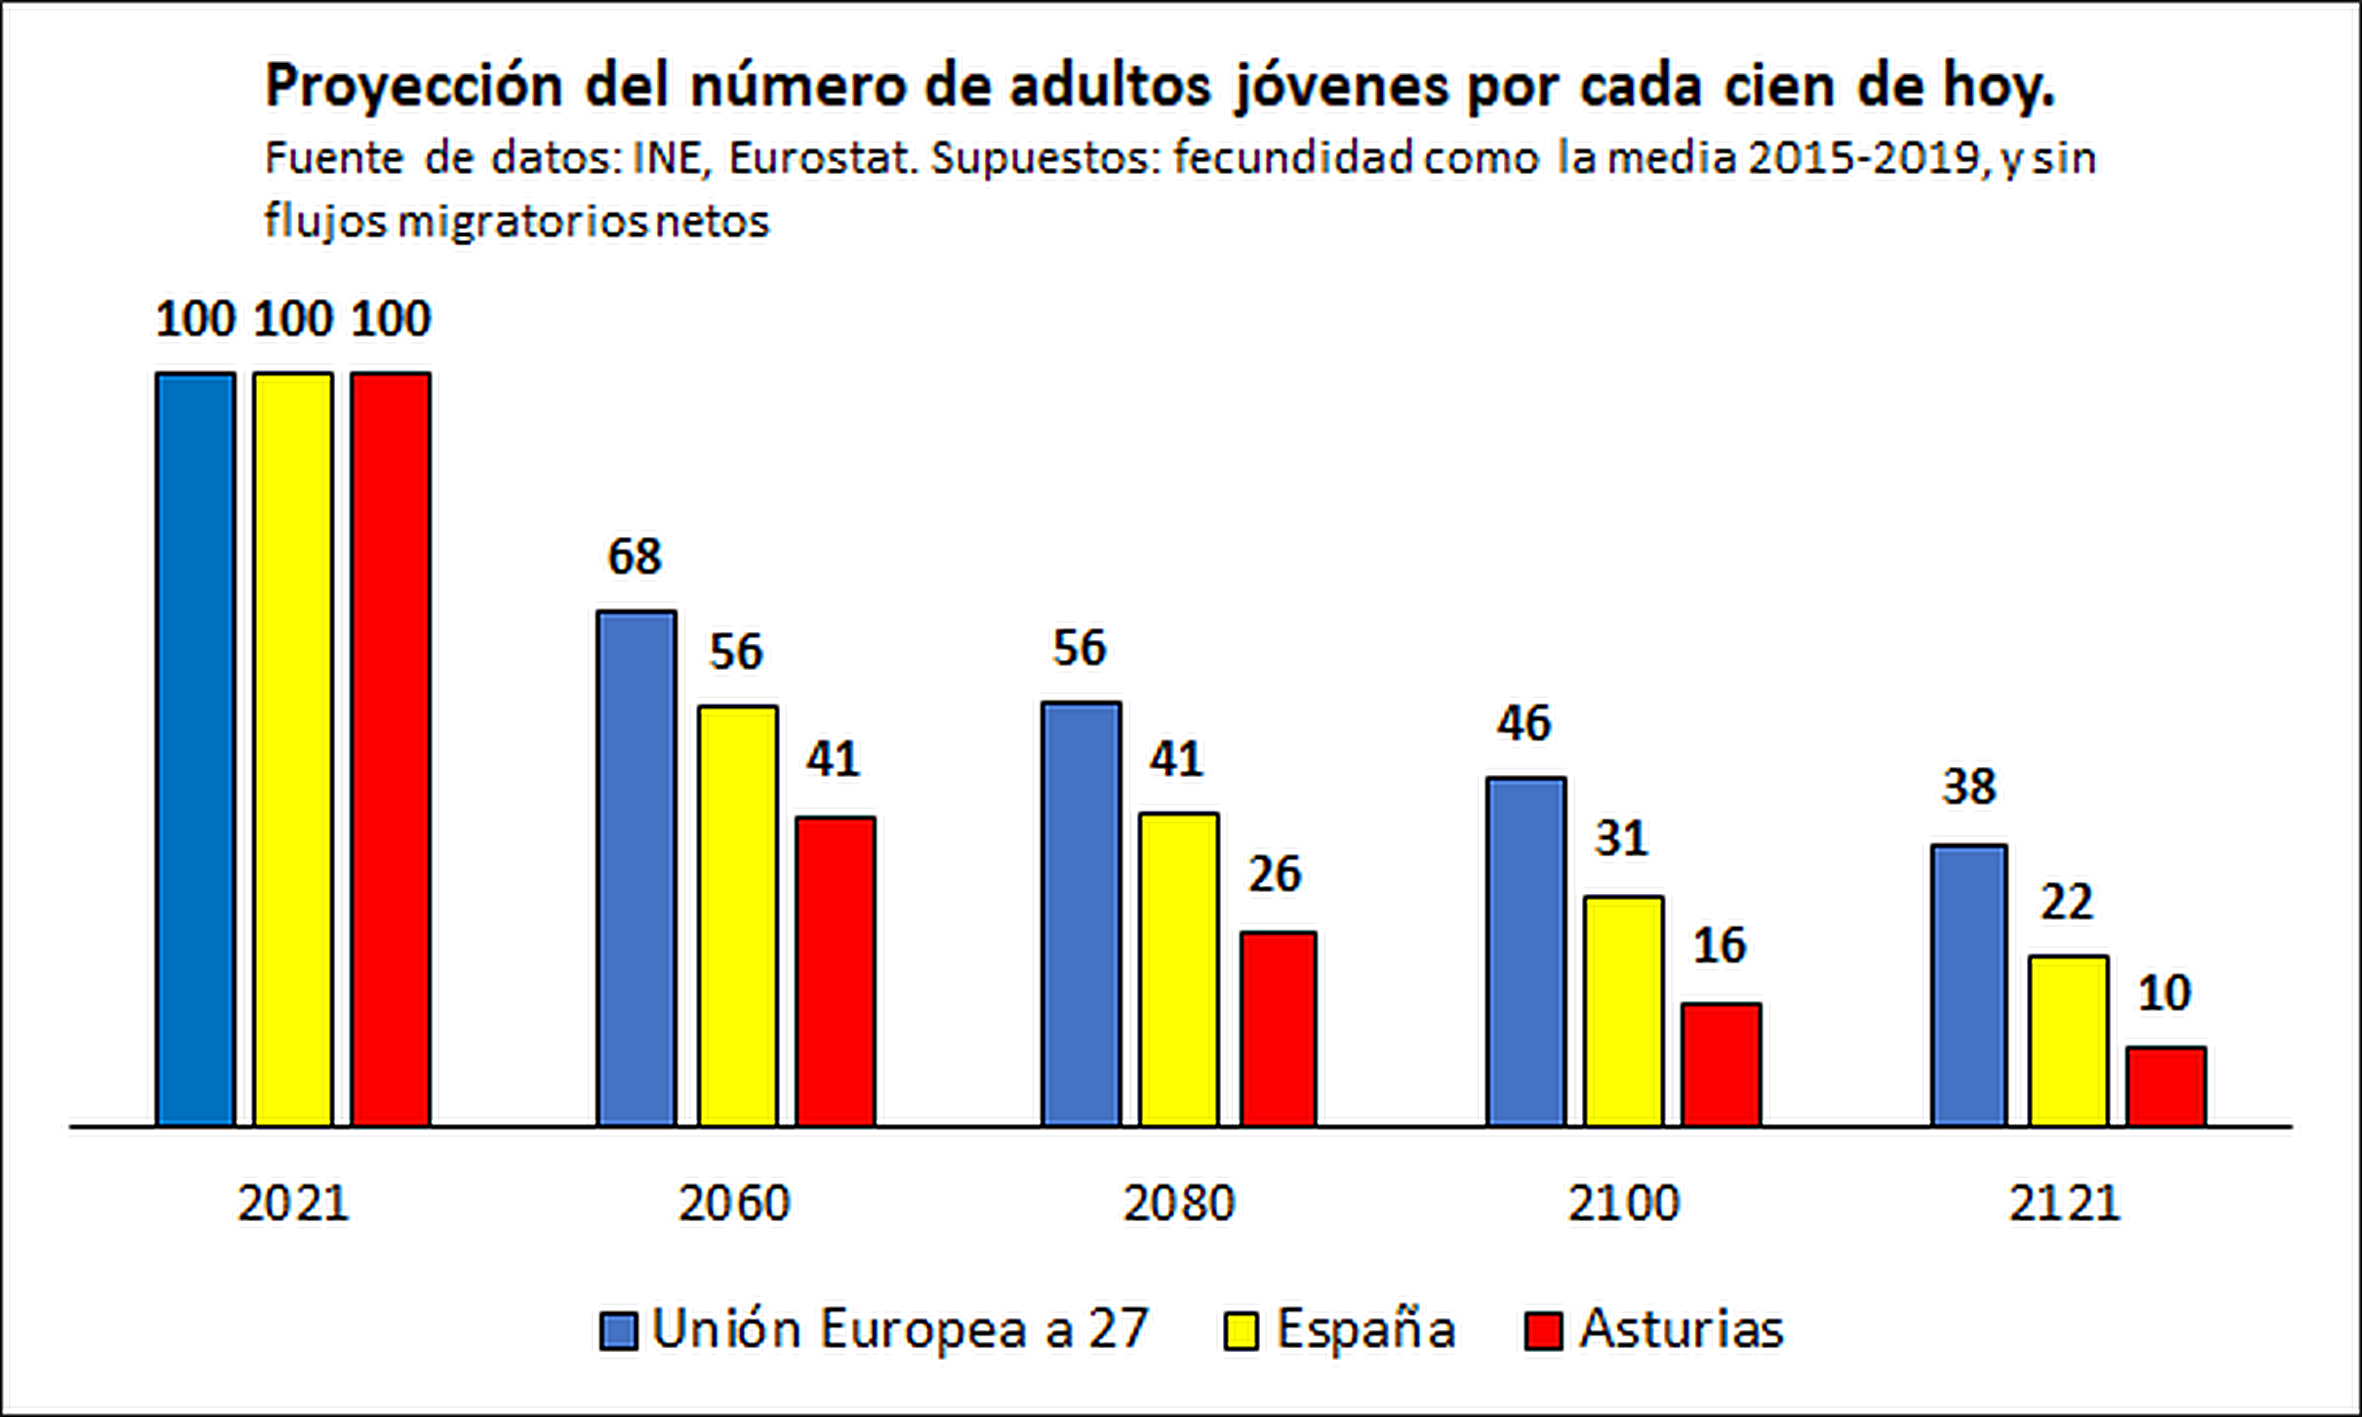 Proyección del número de adultos jóvenes por cada cien de hoy.
Fuente de datos: INE, Eurostat. Supuestos: fecundidad como la media 2015-2019, y sin
flujos migratorios netos
100 100 100
68
56
41
56
41
26
46
31
16
38
22
10
2021 2060 2080 2100 2121
Unión Europea a 27 España Asturias